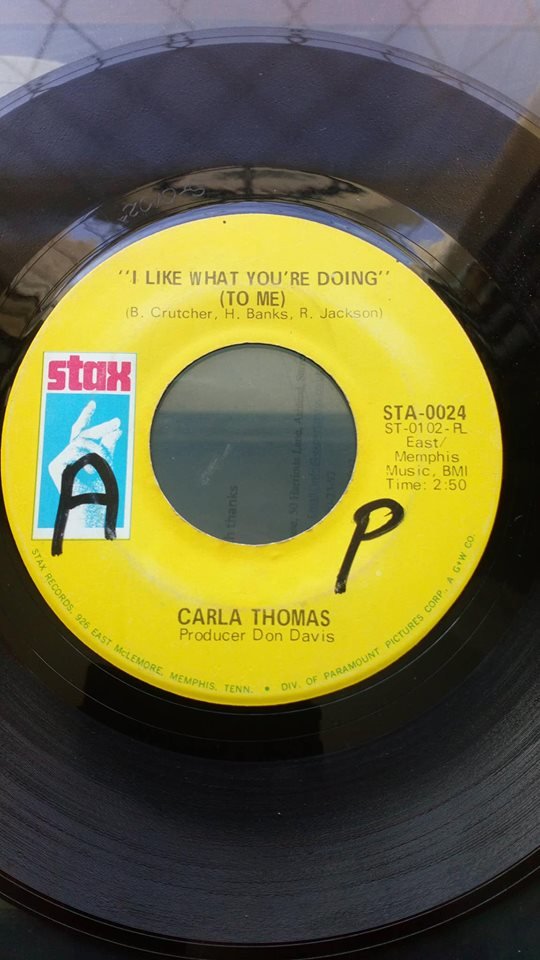 "I LIKE WHAT YOU'RE DOING"
(TO ME)
(B. Crutcher, H. Banks, R. Jackson)
stax
STA-0024
ST-0102-PL
East/
Memphis
Music, BMI
Time: 2:50
A
P
CARLA THOMAS
Producer Don Davis
STAX RECORDS, 926 EAST McLEMORE, MEMPHIS, TENN. • DIV. OF PARAMOUNT PICTURES CORP. A G+W CO.
thanks